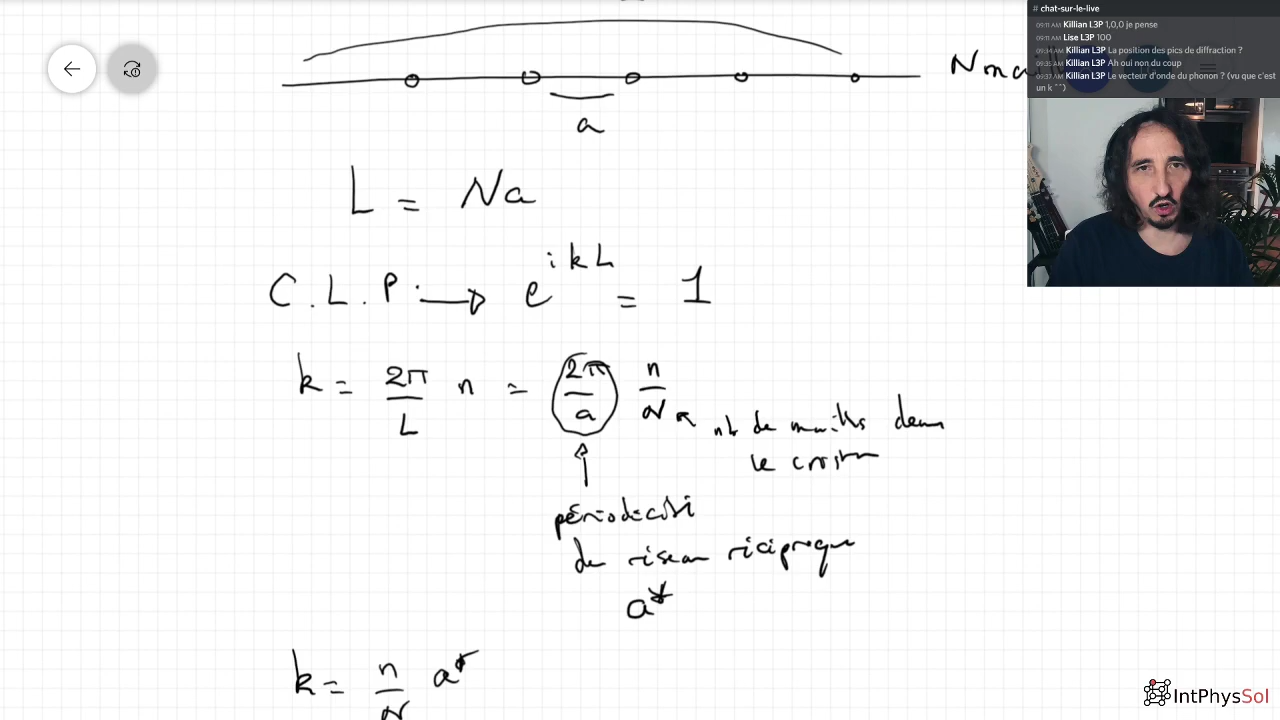 # chat-sur-le-live
09:11 AM Killian L3P 1,0,0 je pense
09:11 AM Lise L3P 100
09:34 AM Killian L3P La position des pics de diffraction ?
09:35 AM Killian L3P Ah oui non du coup
09:37 AM Killian L3P Le vecteur d'onde du phonon ? (vu que c'est
un k ^^)
a
L = Na
C.L.P. → e^{ikL} = 1
k = 2π/L n = 2π/a n/N
nb de mailles dans
le
périodicité
du réseau réciproque
a*
k = n/N a*
IntPhysSol